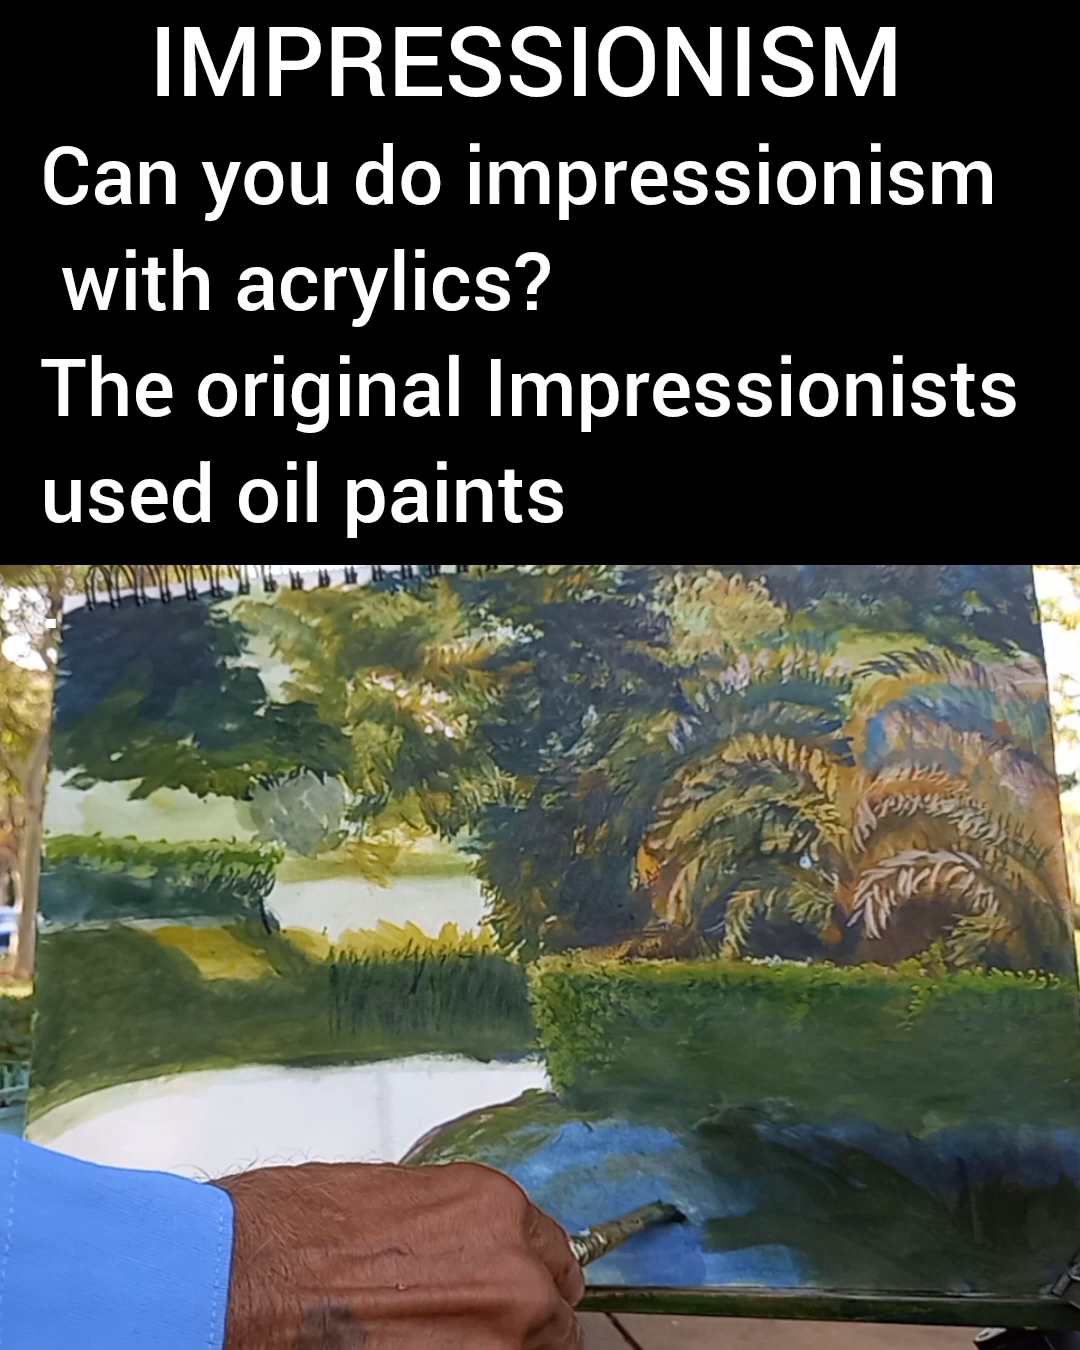 IMPRESSIONISM
Can you do impressionism
with acrylics?
The original Impressionists
used oil paints
.